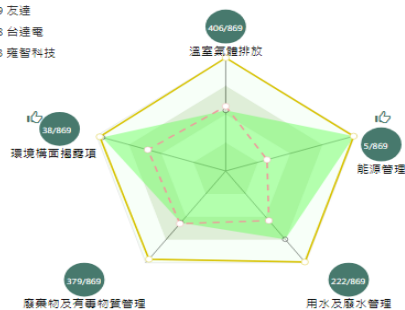 友達
台達電
雍智科技
406/869
溫室氣體排放
38/869
環境構面揭露項
5/869
能源管理
379/869
廢藥物及有毒物質管理
222/869
用水及廢水管理